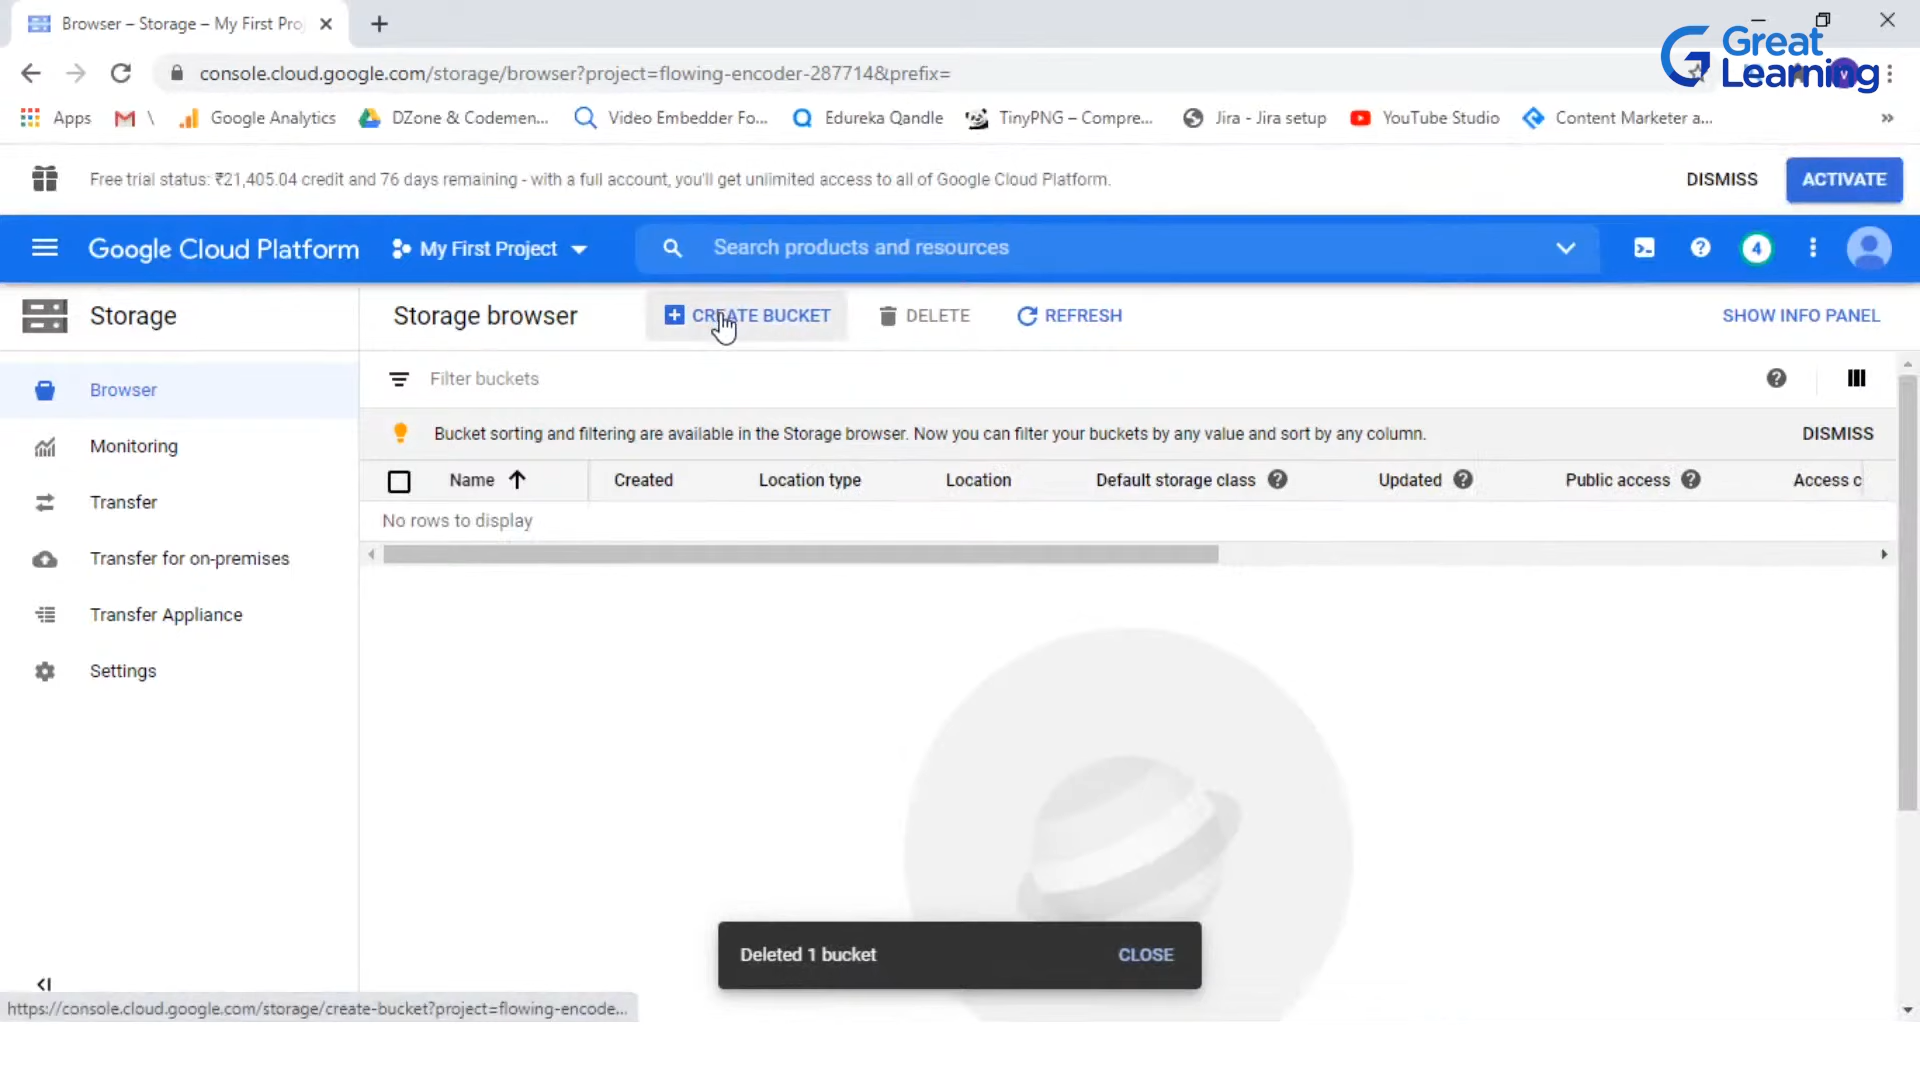 Browser – Storage – My First Pro
Great Learning
console.cloud.google.com/storage/browser?project=flowing-encoder-287714&prefix=
V
Apps
\
Google Analytics
DZone & Codemen...
Video Embedder Fo...
Edureka Qandle
TinyPNG – Compre...
Jira - Jira setup
YouTube Studio
Content Marketer a...
»
Free trial status: ₹21,405.04 credit and 76 days remaining - with a full account, you'll get unlimited access to all of Google Cloud Platform.
DISMISS
ACTIVATE
Google Cloud Platform
My First Project
Search products and resources
4
Storage
Storage browser
CREATE BUCKET
DELETE
REFRESH
SHOW INFO PANEL
Browser
Filter buckets
Monitoring
Bucket sorting and filtering are available in the Storage browser. Now you can filter your buckets by any value and sort by any column.
DISMISS
Name
Created
Location type
Location
Default storage class
Updated
Public access
Access c
Transfer
No rows to display
Transfer for on-premises
Transfer Appliance
Settings
Deleted 1 bucket
CLOSE
https://console.cloud.google.com/storage/create-bucket?project=flowing-encode...